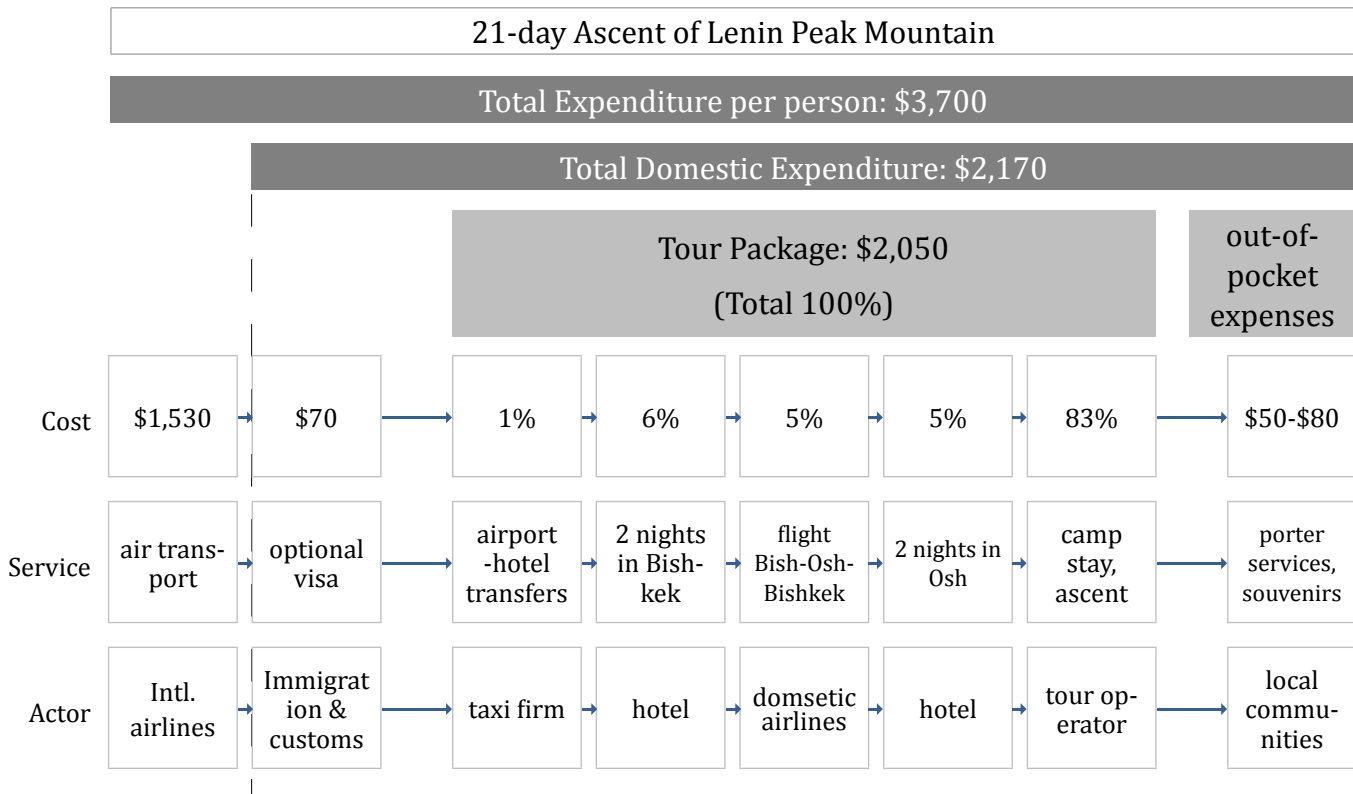 21-day Ascent of Lenin Peak Mountain
Total Expenditure per person: $3,700
Total Domestic Expenditure: $2,170
Tour Package: $2,050
(Total 100%)
out-of-
pocket
expenses
Cost
$1,530
$70
1%
6%
5%
5%
83%
$50-$80
Service
air trans-
port
optional
visa
airport
-hotel
transfers
2 nights
in Bish-
kek
flight
Bish-Osh-
Bishkek
2 nights in
Osh
camp
stay,
ascent
porter
services,
souvenirs
Actor
Intl.
airlines
Immigrat
ion &
customs
taxi firm
hotel
domsetic
airlines
hotel
tour op-
erator
local
commu-
nities